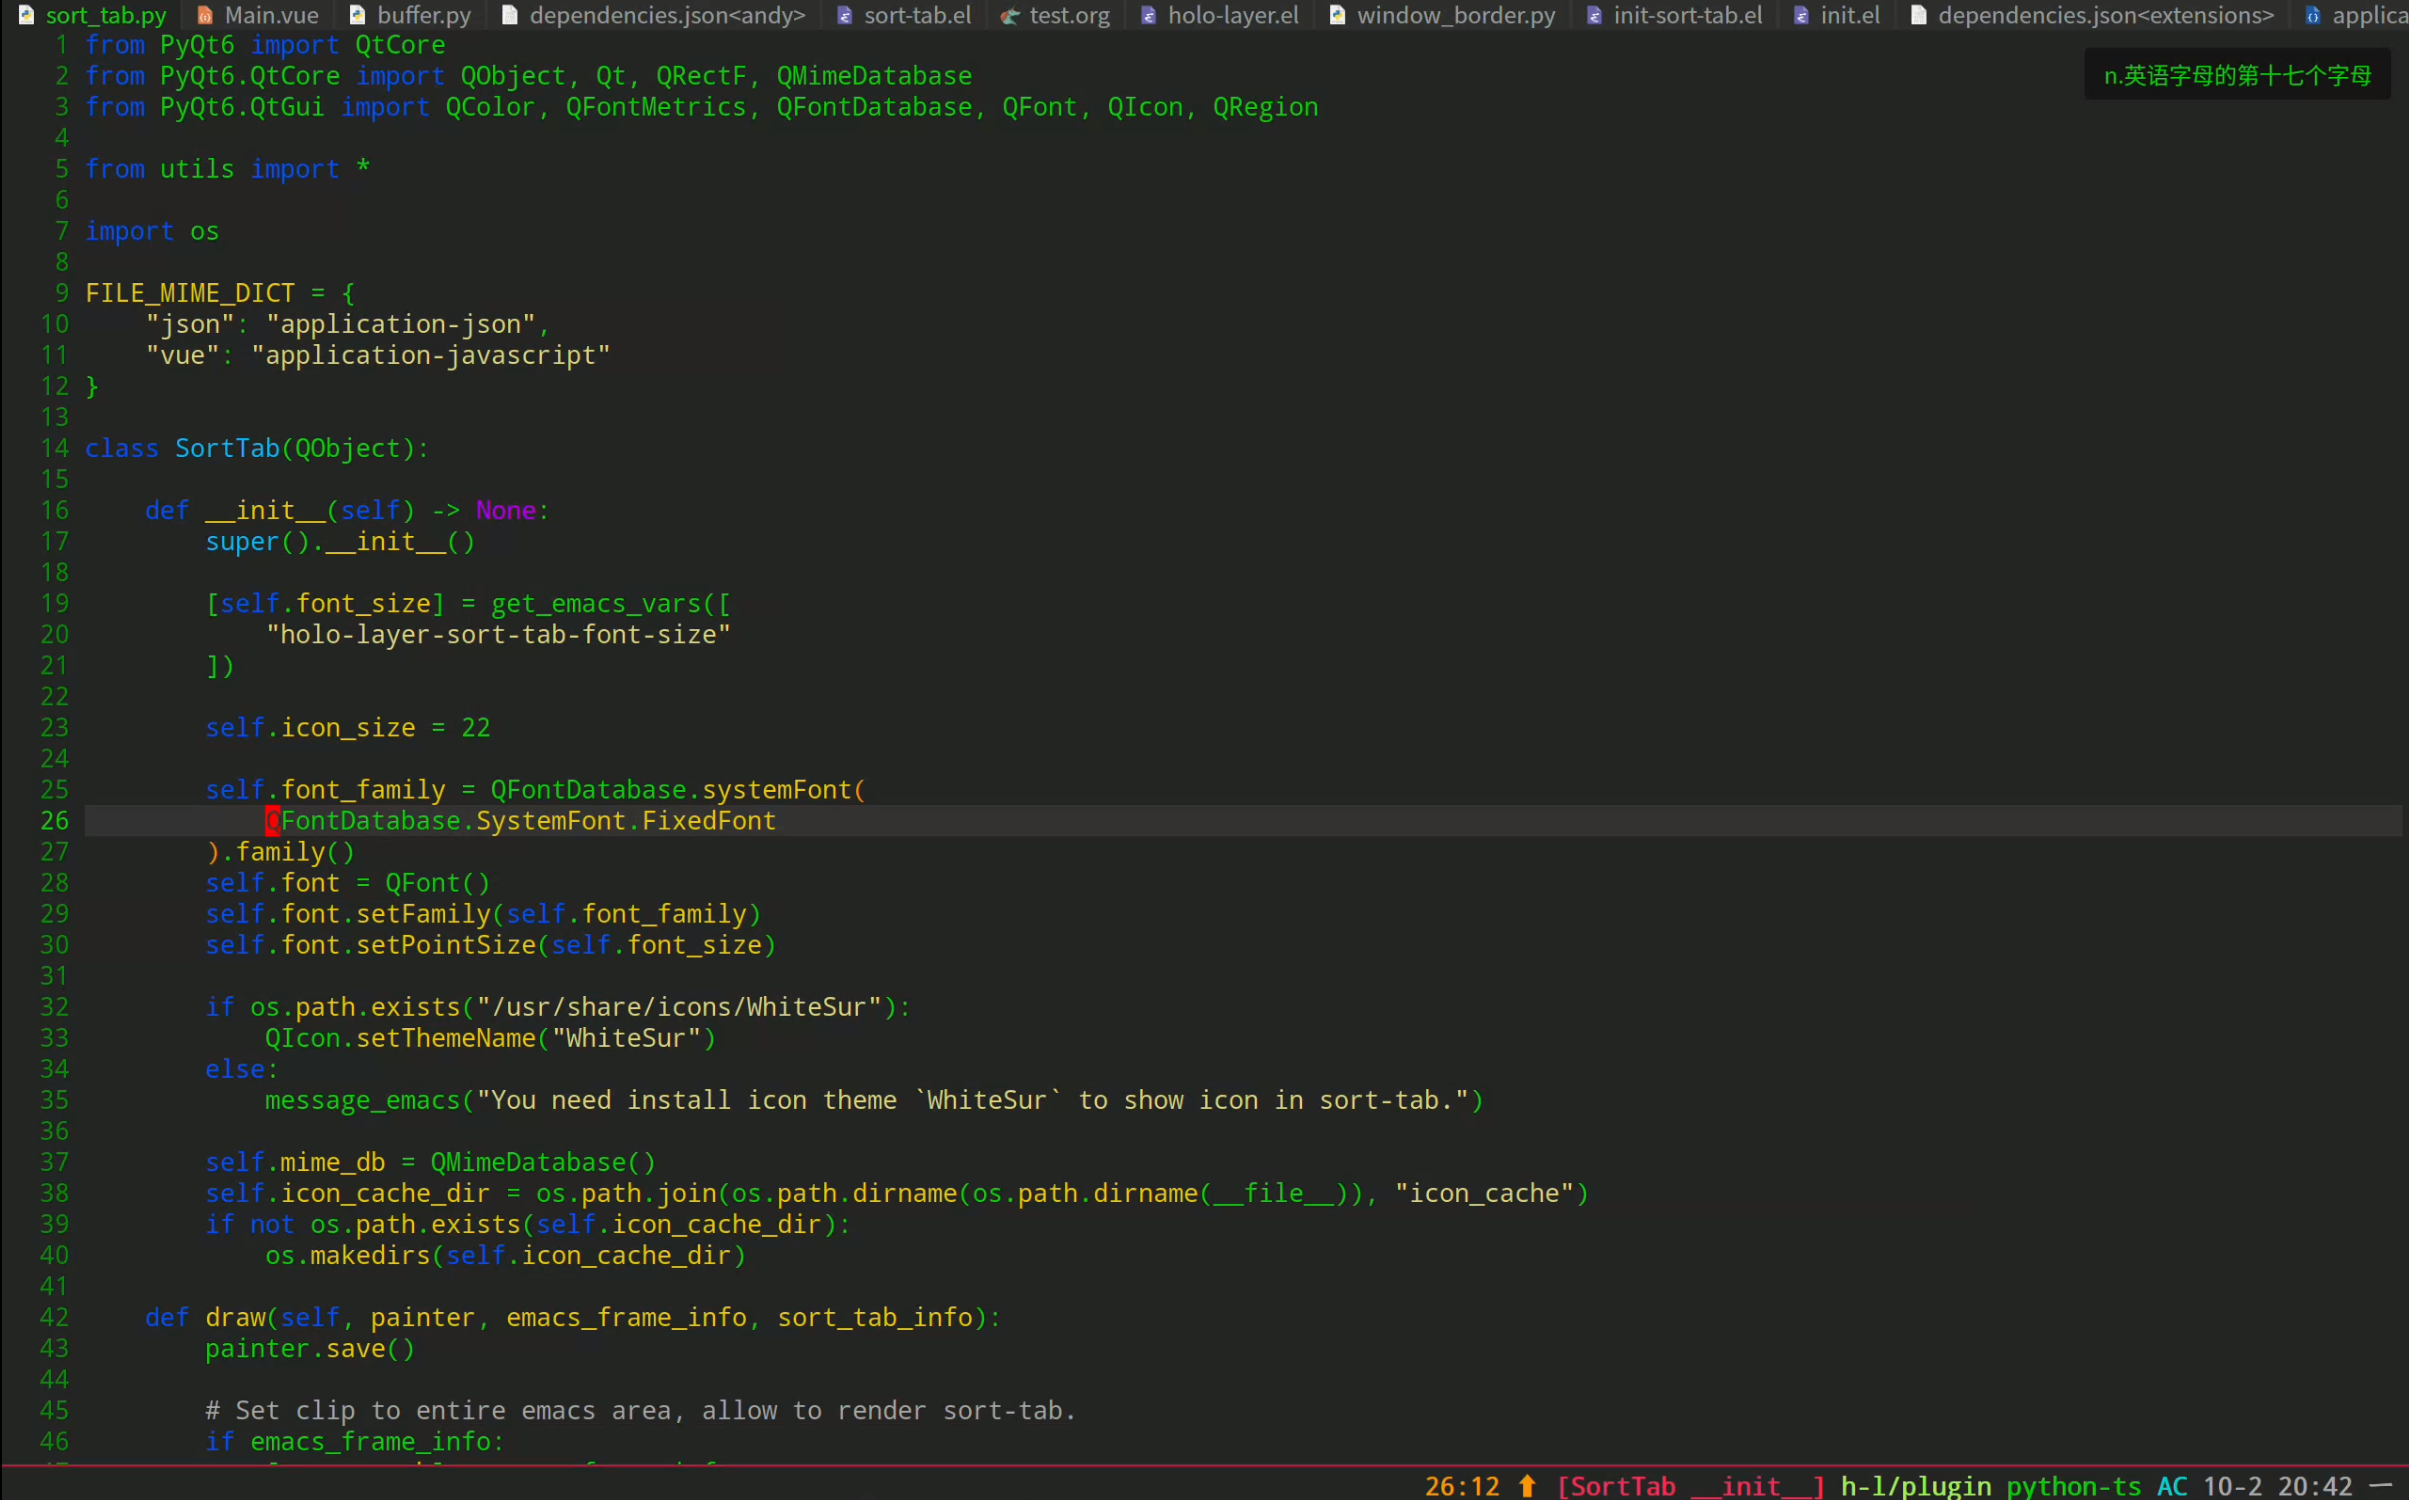 sort_tab.py Main.vue buffer.py dependencies.json<andy> sort-tab.el test.org holo-layer.el window_border.py init-sort-tab.el init.el dependencies.json<extensions> applica
n.英语字母的第十七个字母
1 from PyQt6 import QtCore
2 from PyQt6.QtCore import QObject, Qt, QRectF, QMimeDatabase
3 from PyQt6.QtGui import QColor, QFontMetrics, QFontDatabase, QFont, QIcon, QRegion
4
5 from utils import *
6
7 import os
8
9 FILE_MIME_DICT = {
10     "json": "application-json",
11     "vue": "application-javascript"
12 }
13
14 class SortTab(QObject):
15
16     def __init__(self) -> None:
17         super().__init__()
18
19         [self.font_size] = get_emacs_vars([
20             "holo-layer-sort-tab-font-size"
21         ])
22
23         self.icon_size = 22
24
25         self.font_family = QFontDatabase.systemFont(
26             QFontDatabase.SystemFont.FixedFont
27         ).family()
28         self.font = QFont()
29         self.font.setFamily(self.font_family)
30         self.font.setPointSize(self.font_size)
31
32         if os.path.exists("/usr/share/icons/WhiteSur"):
33             QIcon.setThemeName("WhiteSur")
34         else:
35             message_emacs("You need install icon theme `WhiteSur` to show icon in sort-tab.")
36
37         self.mime_db = QMimeDatabase()
38         self.icon_cache_dir = os.path.join(os.path.dirname(os.path.dirname(__file__)), "icon_cache")
39         if not os.path.exists(self.icon_cache_dir):
40             os.makedirs(self.icon_cache_dir)
41
42     def draw(self, painter, emacs_frame_info, sort_tab_info):
43         painter.save()
44
45         # Set clip to entire emacs area, allow to render sort-tab.
46         if emacs_frame_info:
26:12 ⬆ [SortTab __init__] h-l/plugin python-ts AC 10-2 20:42 一